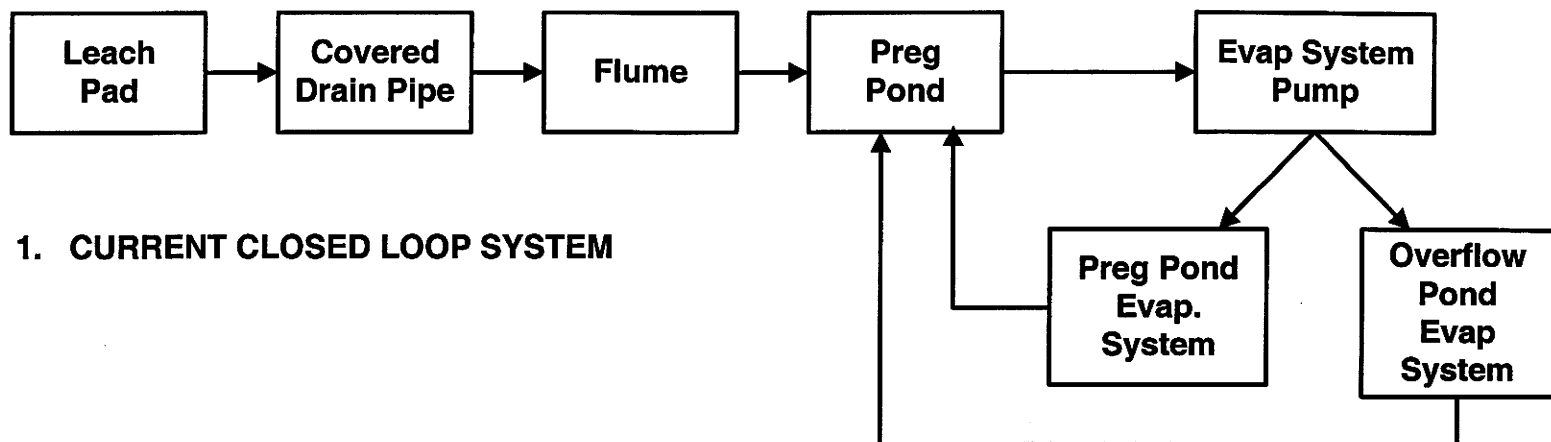 Leach
Pad
Covered
Drain Pipe
Flume
Preg
Pond
Evap System
Pump
1. CURRENT CLOSED LOOP SYSTEM
Preg Pond
Evap.
System
Overflow
Pond
Evap
System